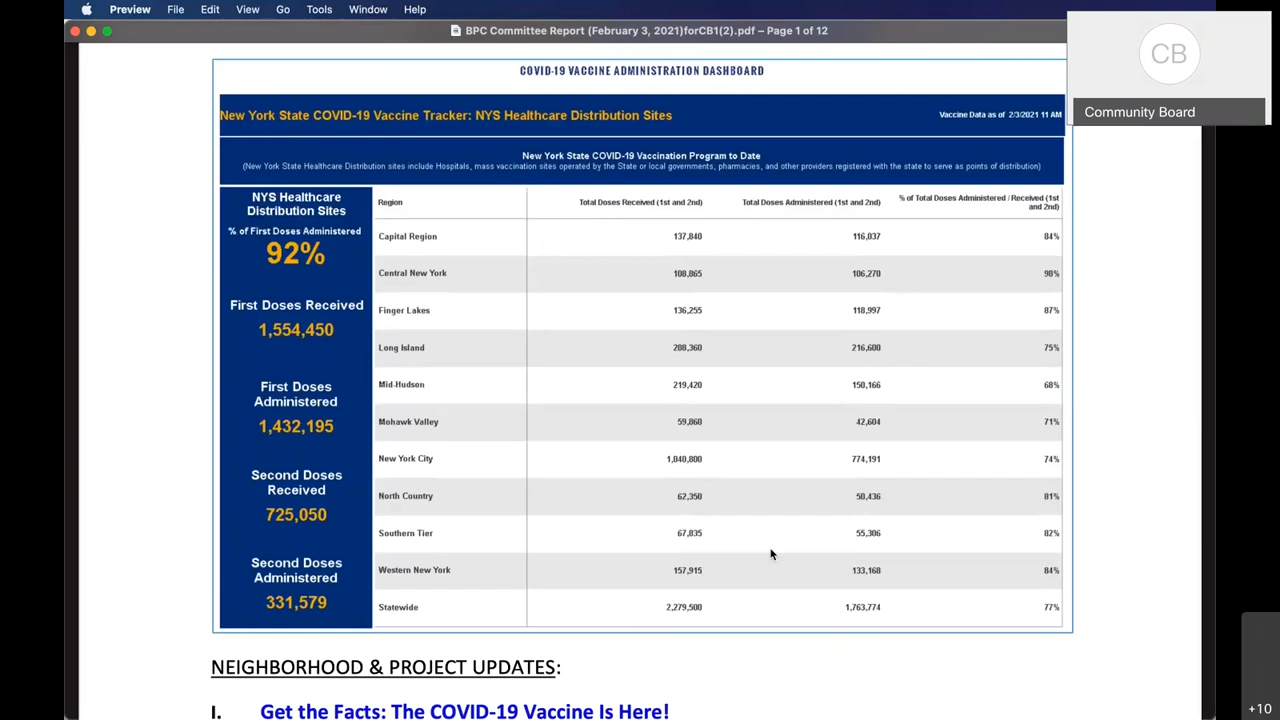 Preview File Edit View Go Tools Window Help
BPC Committee Report (February 3, 2021)forCB1(2).pdf – Page 1 of 12
CB
Community Board
COVID-19 VACCINE ADMINISTRATION DASHBOARD
New York State COVID-19 Vaccine Tracker: NYS Healthcare Distribution Sites Vaccine Data as of 2/3/2021 11 AM
New York State COVID-19 Vaccination Program to Date
(New York State Healthcare Distribution sites include Hospitals, mass vaccination sites operated by the State or local governments, pharmacies, and other providers registered with the state to serve as points of distribution)
NYS Healthcare
Distribution Sites
% of First Doses Administered
92%
First Doses Received
1,554,450
First Doses
Administered
1,432,195
Second Doses
Received
725,050
Second Doses
Administered
331,579
Region Total Doses Received (1st and 2nd) Total Doses Administered (1st and 2nd) % of Total Doses Administered / Received (1st
and 2nd)
Capital Region 137,840 116,037 84%
Central New York 108,865 106,270 98%
Finger Lakes 136,255 118,997 87%
Long Island 288,360 216,600 75%
Mid-Hudson 219,420 150,166 68%
Mohawk Valley 59,860 42,604 71%
New York City 1,040,800 774,191 74%
North Country 62,350 50,436 81%
Southern Tier 67,835 55,306 82%
Western New York 157,915 133,168 84%
Statewide 2,279,500 1,763,774 77%
NEIGHBORHOOD & PROJECT UPDATES:
I. Get the Facts: The COVID-19 Vaccine Is Here!
+10